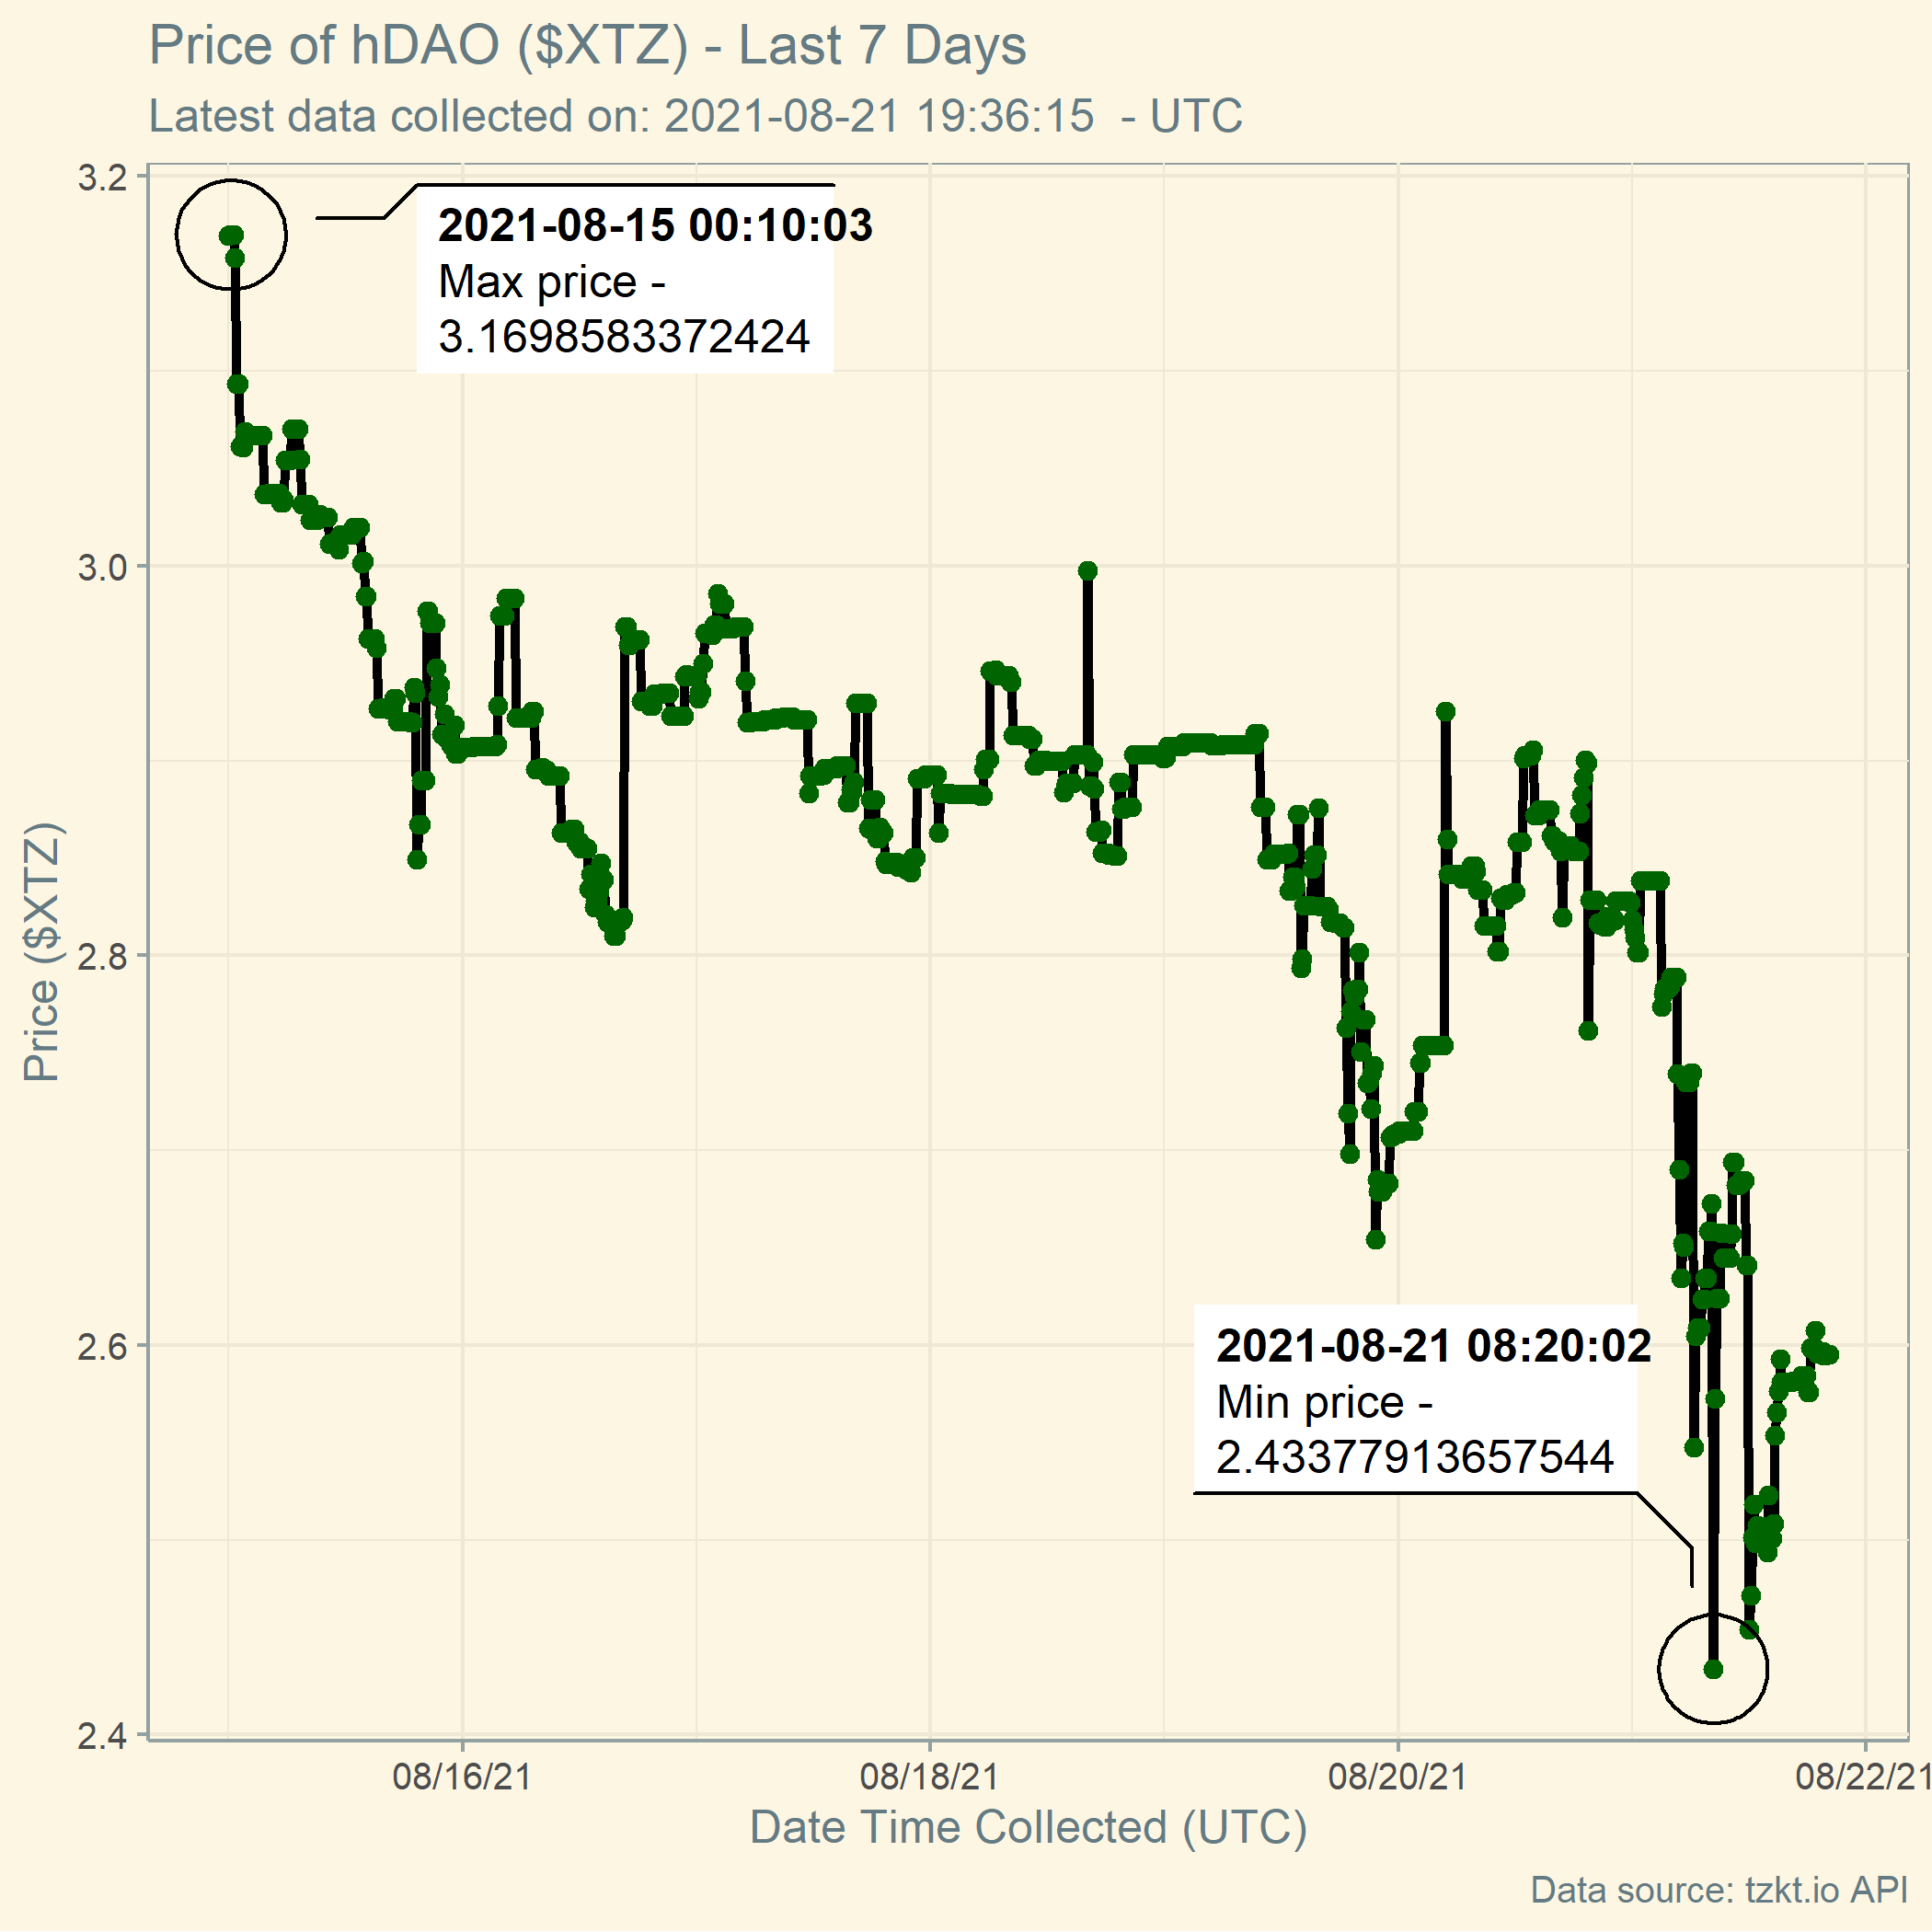 Price of hDAO ($XTZ) - Last 7 Days
Latest data collected on: 2021-08-21 19:36:15  - UTC
3.2
3.0
2.8
2.6
2.4
Price ($XTZ)
2021-08-15 00:10:03
Max price -
3.1698583372424
2021-08-21 08:20:02
Min price -
2.43377913657544
08/16/21
08/18/21
08/20/21
08/22/21
Date Time Collected (UTC)
Data source: tzkt.io API